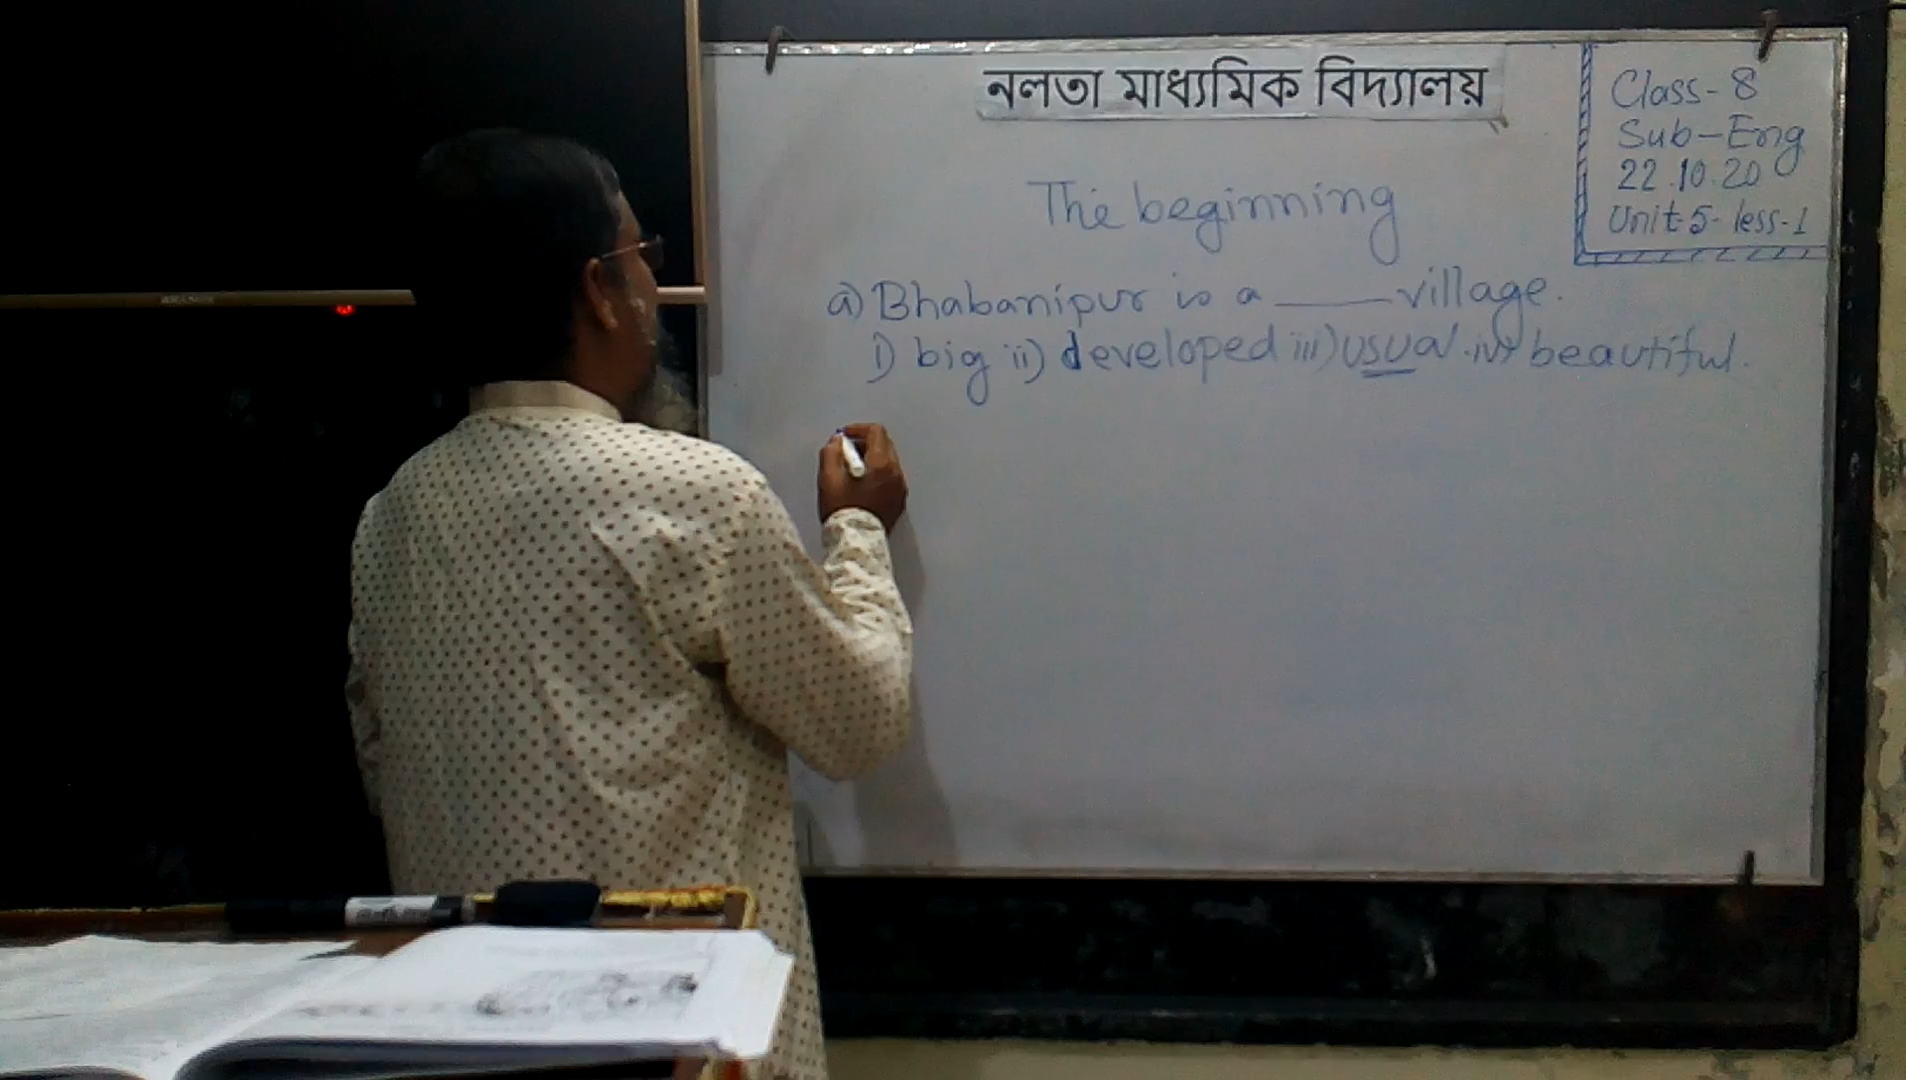 নলতা মাধ্যমিক বিদ্যালয়
Class-8
Sub-Eng
22.10.20
Unit-5-less-1
The beginning
a) Bhabanipur is a ____ village.
i) big ii) developed iii) usual. iv) beautiful.